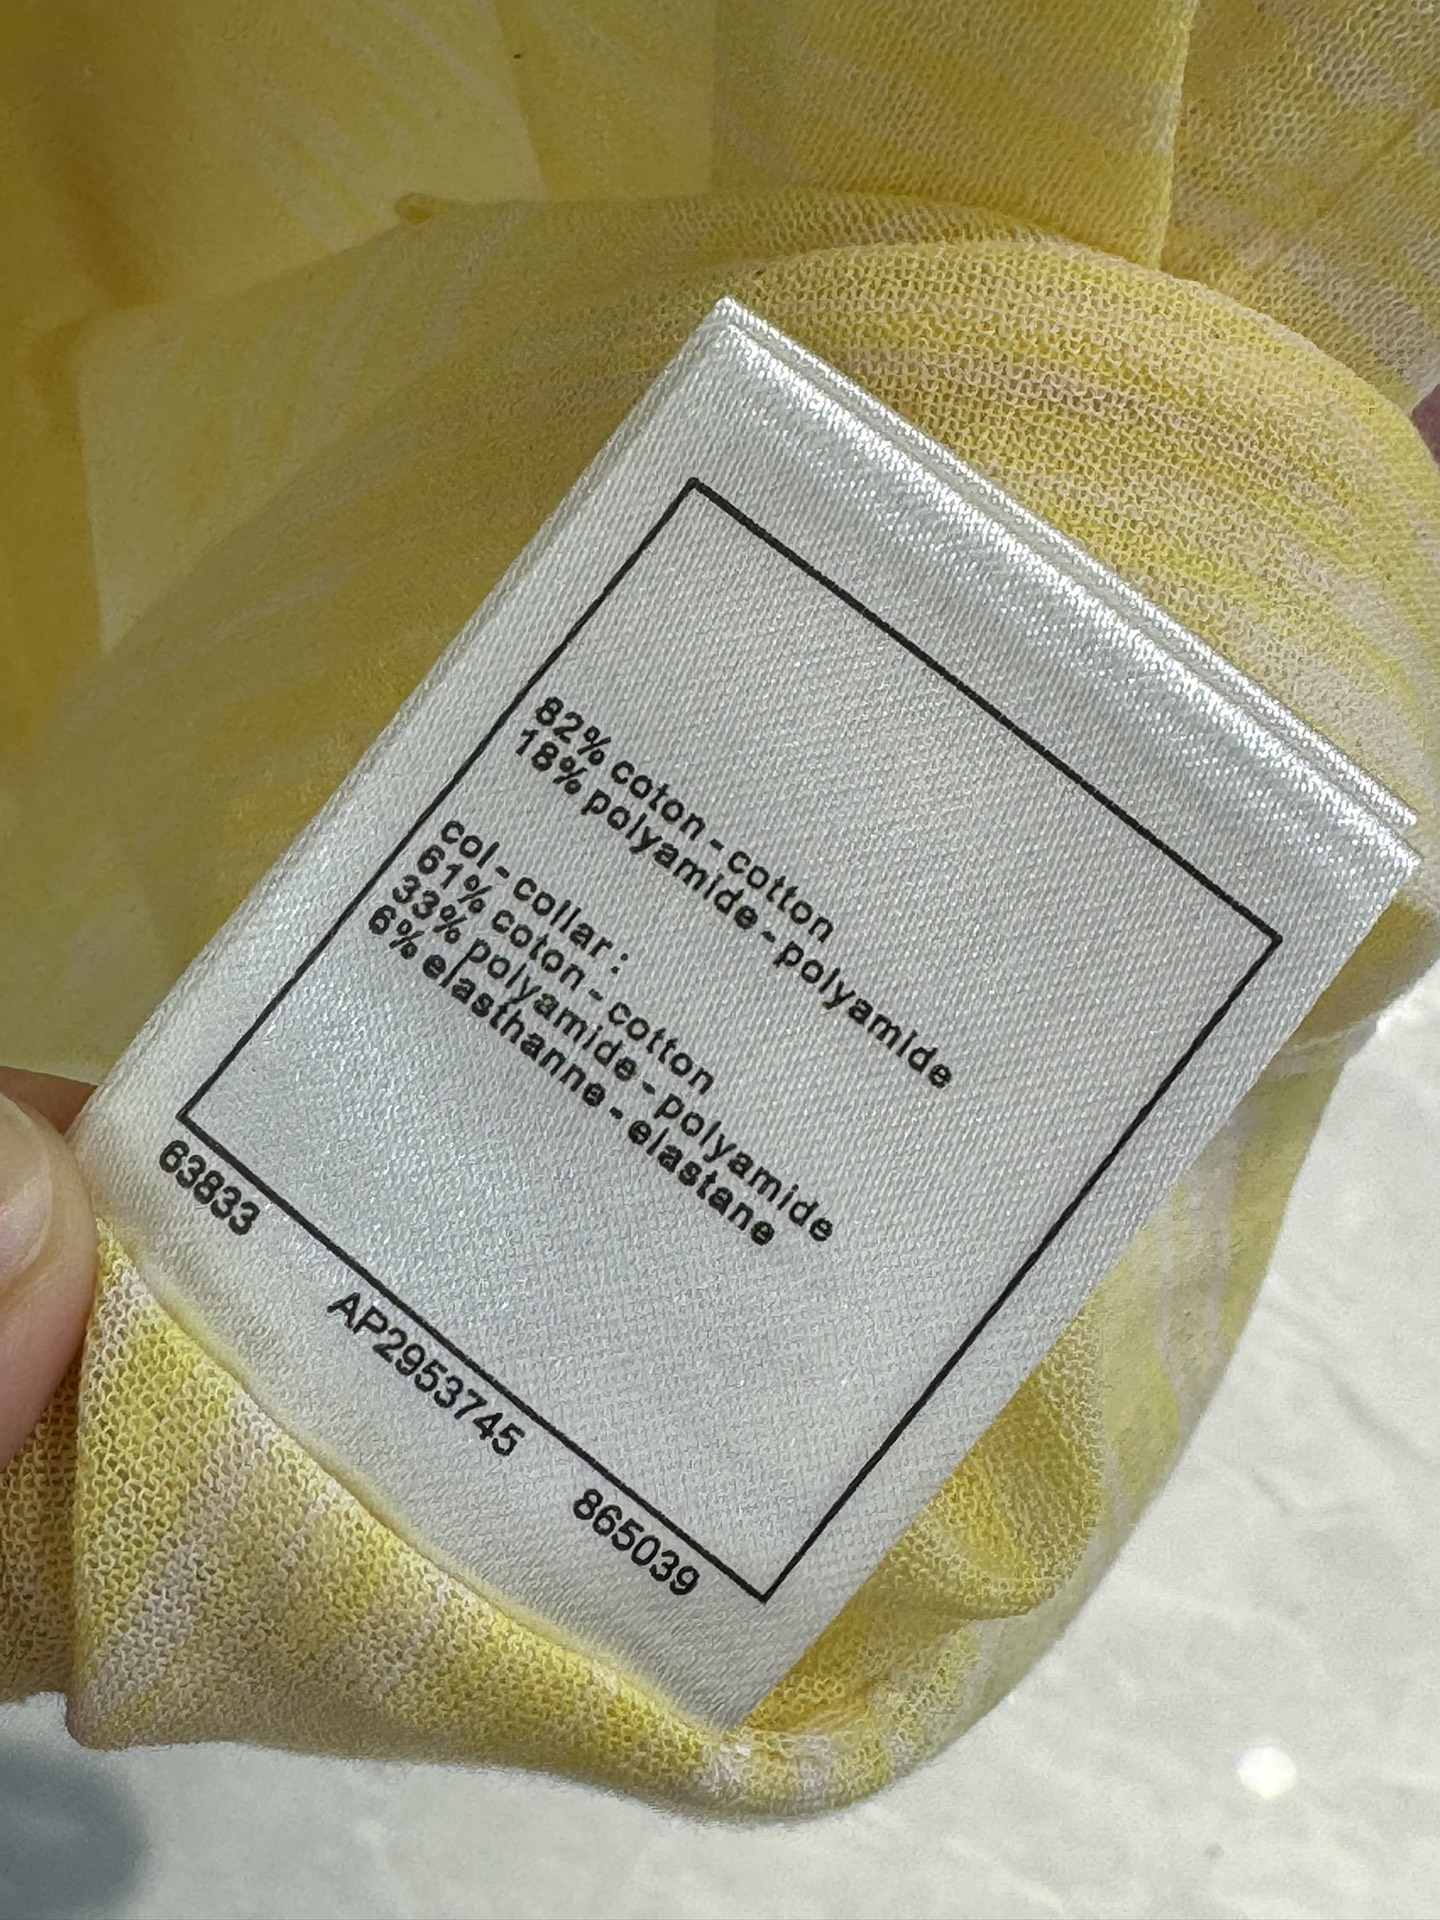 82% coton - cotton
18% polyamide - polyamide
col - collar :
61% coton - cotton
33% polyamide - polyamide
6% elasthanne - elastane
63833 AP2953745 865039